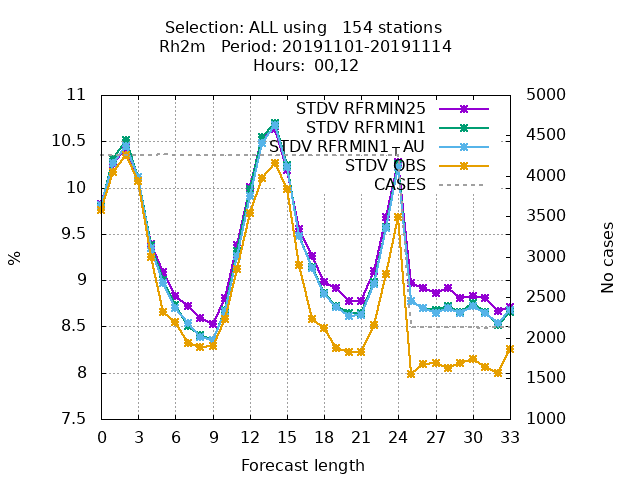 Selection: ALL using   154 stations
Rh2m   Period: 20191101-20191114
Hours:  00,12
11
10.5
10
9.5
9
8.5
8
7.5
%
5000
4500
4000
3500
3000
2500
2000
1500
1000
No cases
STDV RFRMIN25
STDV RFRMIN1
STDV RFRMIN1_AU
STDV OBS
CASES
0 3 6 9 12 15 18 21 24 27 30 33
Forecast length